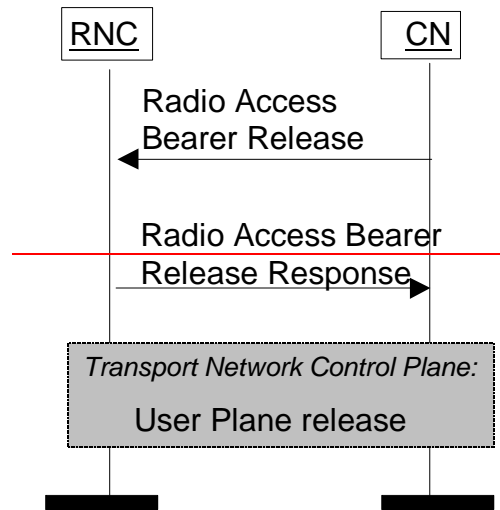 RNC
CN
Radio Access
Bearer Release
Radio Access Bearer
Release Response
Transport Network Control Plane:
User Plane release